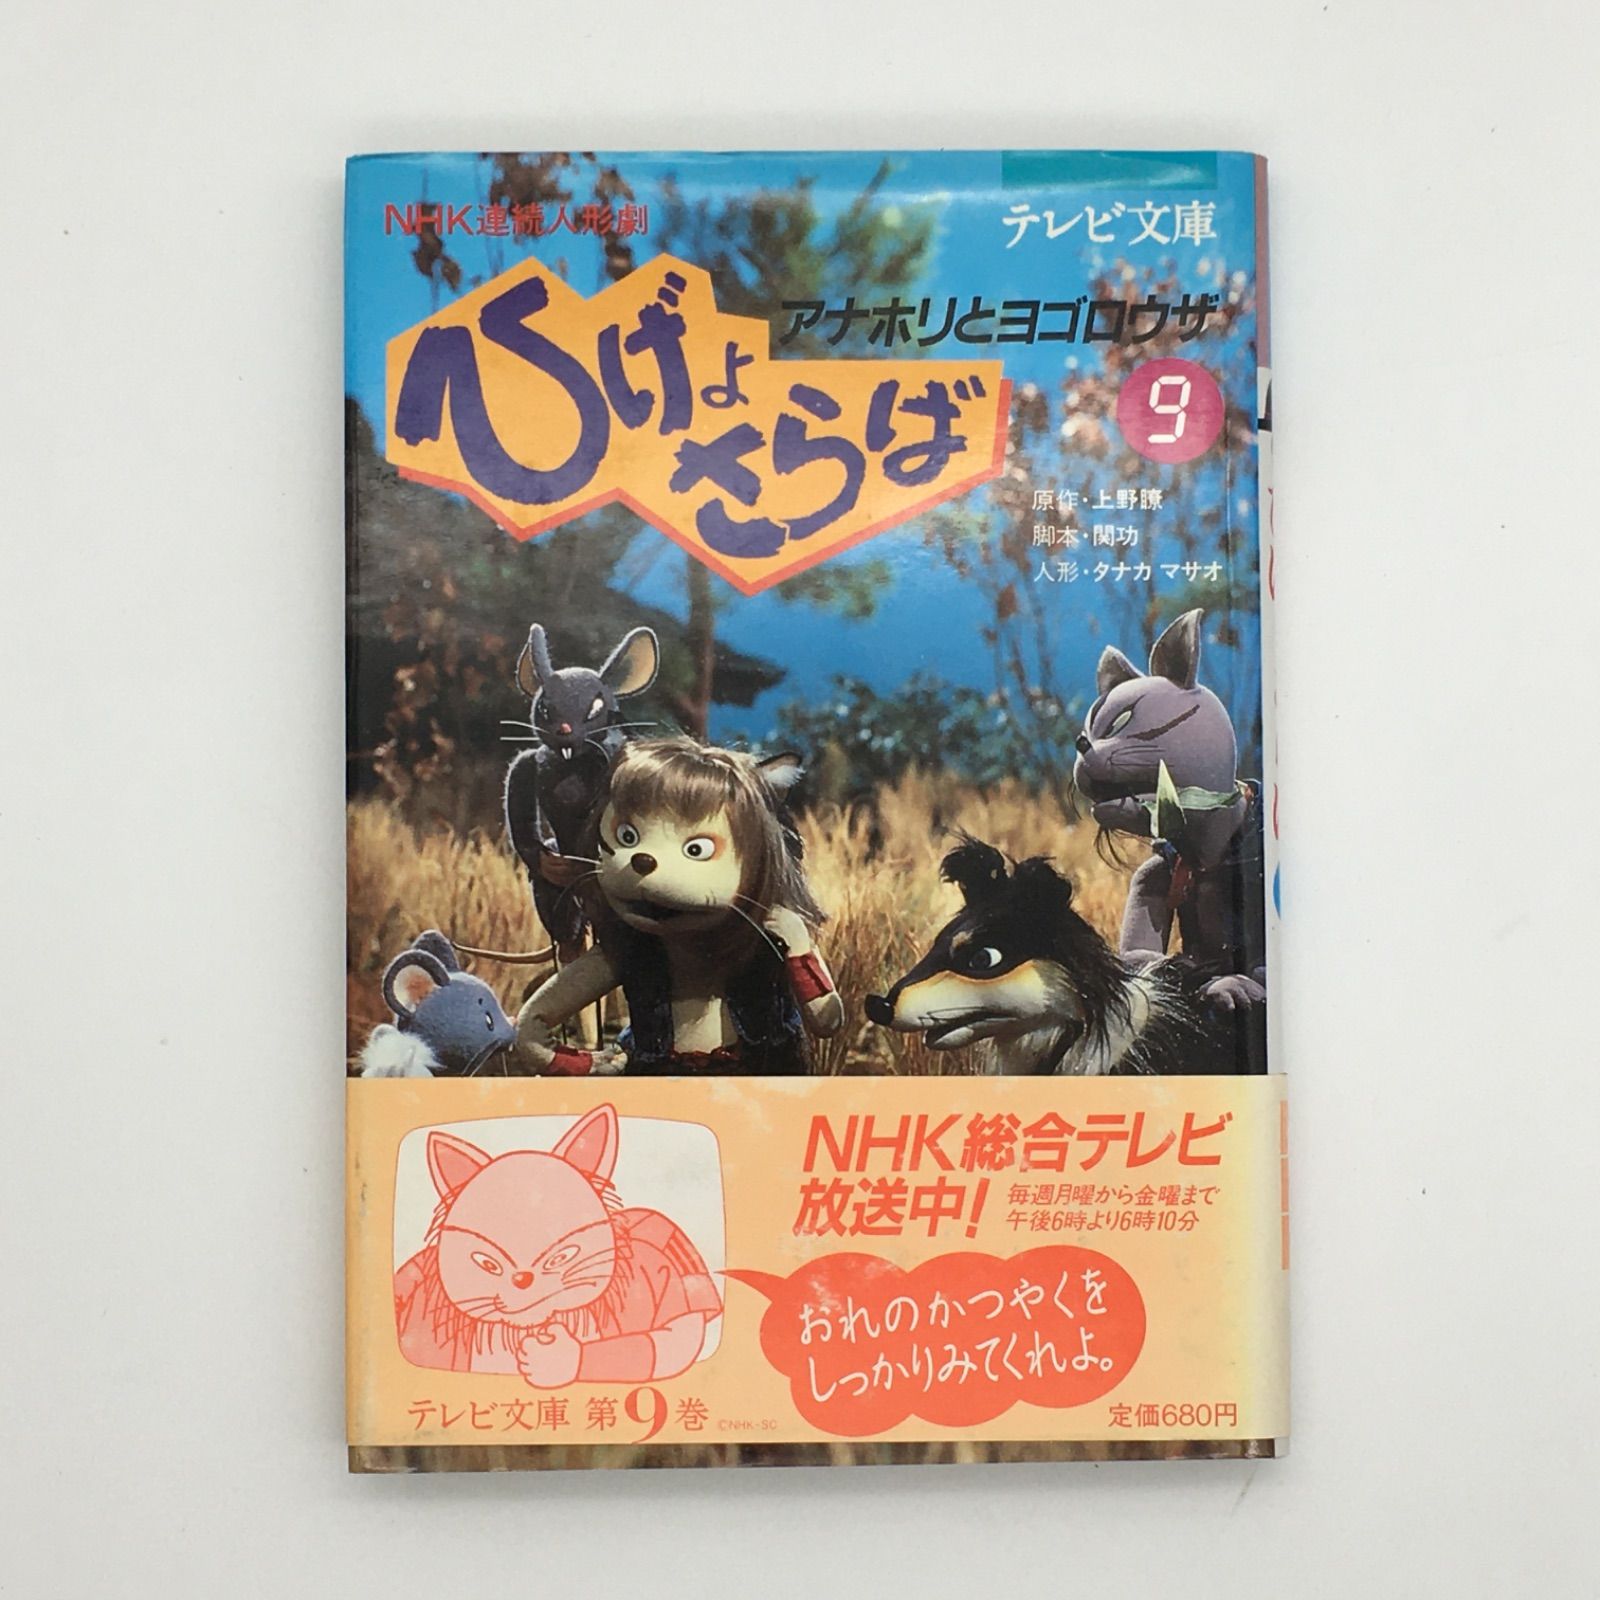 NHK連続人形劇
テレビ文庫
ひげよ
さらば
アナホリとヨゴロウザ
9
原作・上野瞭
脚本・関功
人形・タナカ マサオ
NHK総合テレビ
放送中!
毎週月曜から金曜まで
午後6時より6時10分
おれのかつやくを
しっかりみてくれよ。
テレビ文庫 第9巻
©NHK-SC
定価680円